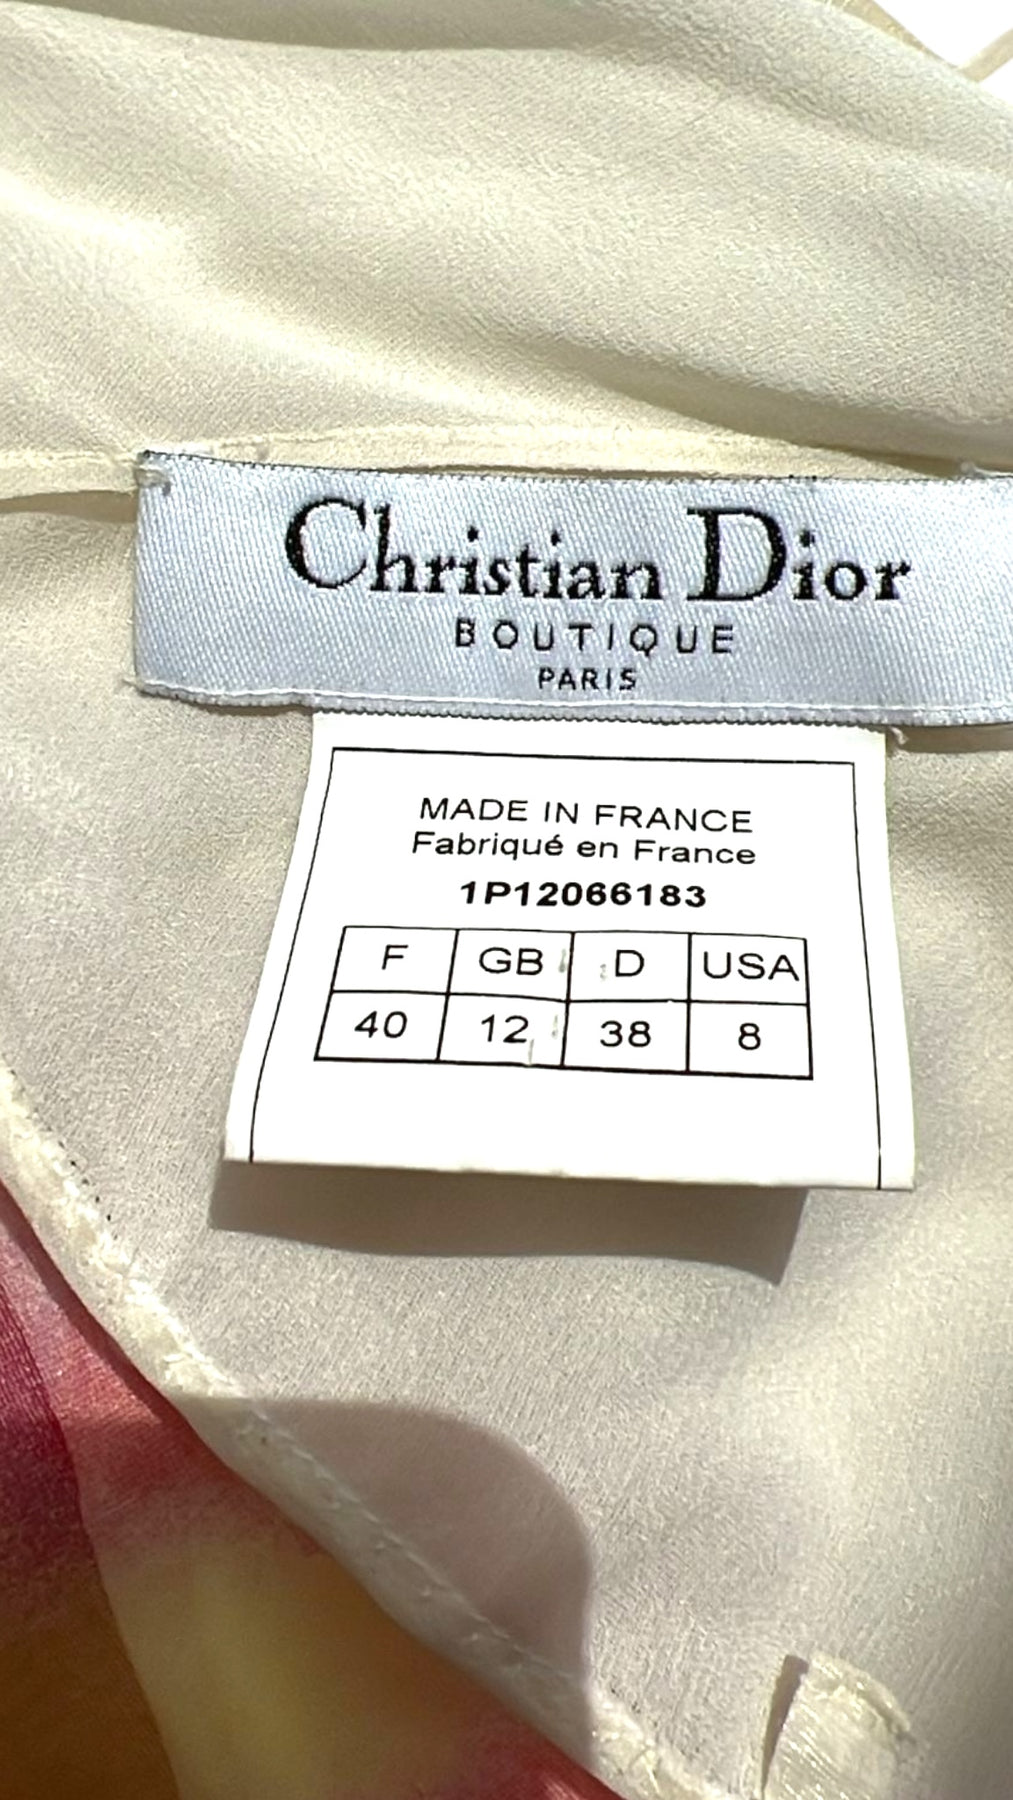 Christian Dior
BOUTIQUE
PARIS
MADE IN FRANCE
Fabriqué en France
1P12066183
F GB D USA
40 12 38 8